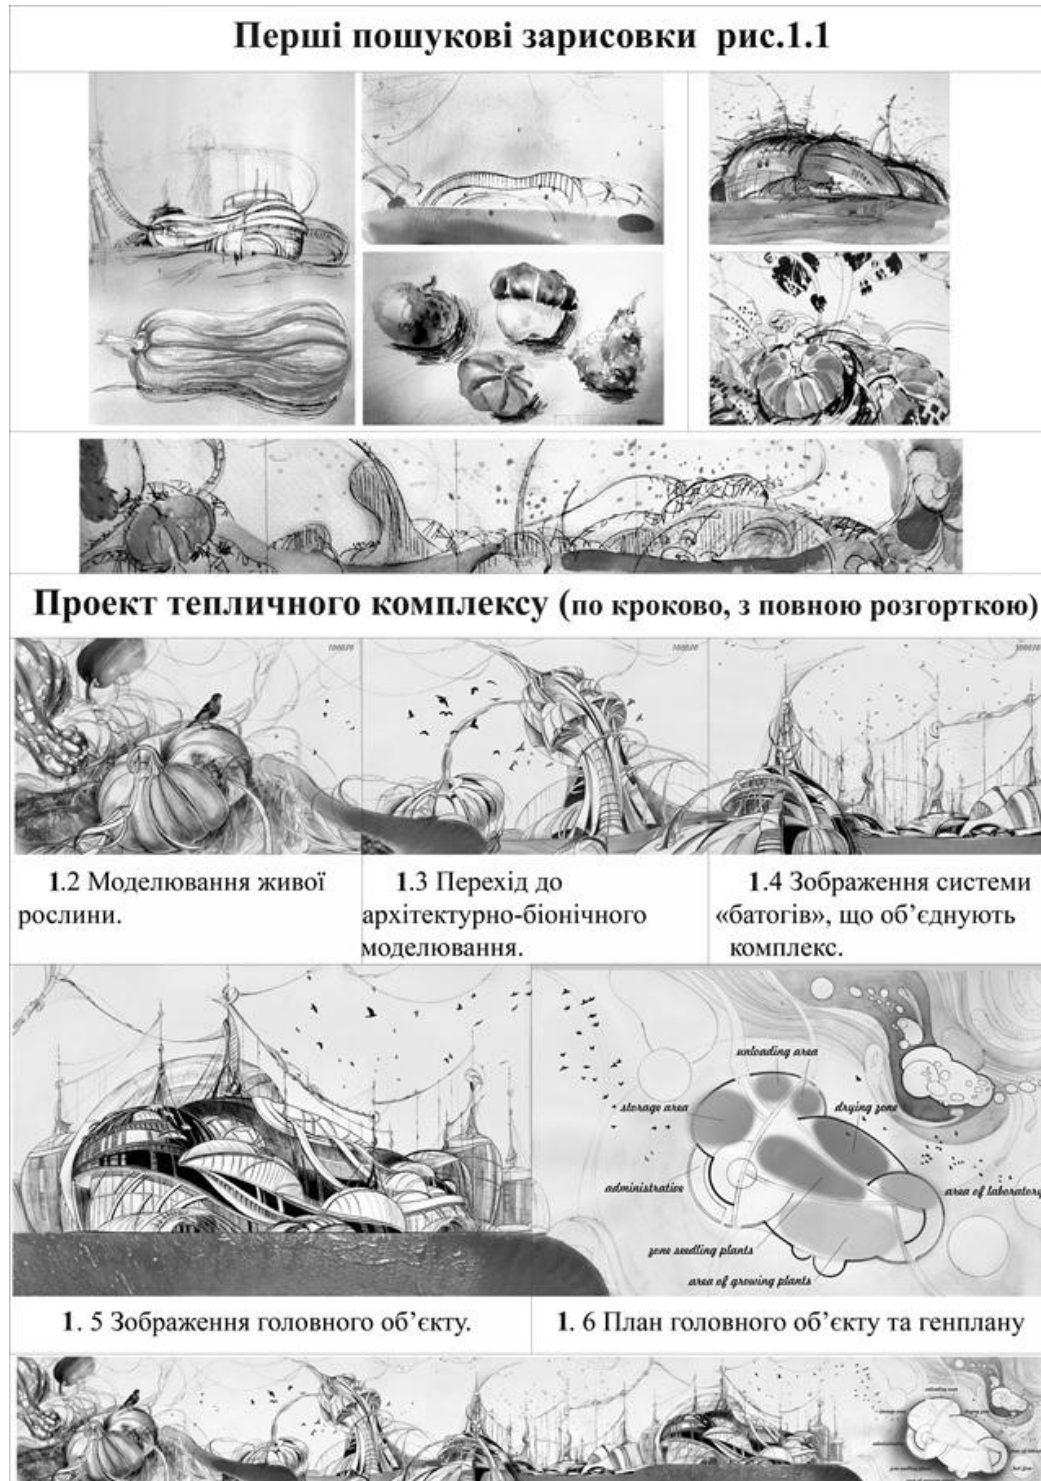 Перші пошукові зарисовки рис.1.1
Проект тепличного комплексу (по кроково, з повною розгорткою)
1.2 Моделювання живої
рослини.
1.3 Перехід до
архітектурно-біонічного
моделювання.
1.4 Зображення системи
«батогів», що об’єднують
комплекс.
unloading area
storage area
drying zone
administrative
area of laboratory
zone seedling plants
area of growing plants
1. 5 Зображення головного об’єкту.
1. 6 План головного об’єкту та генплану